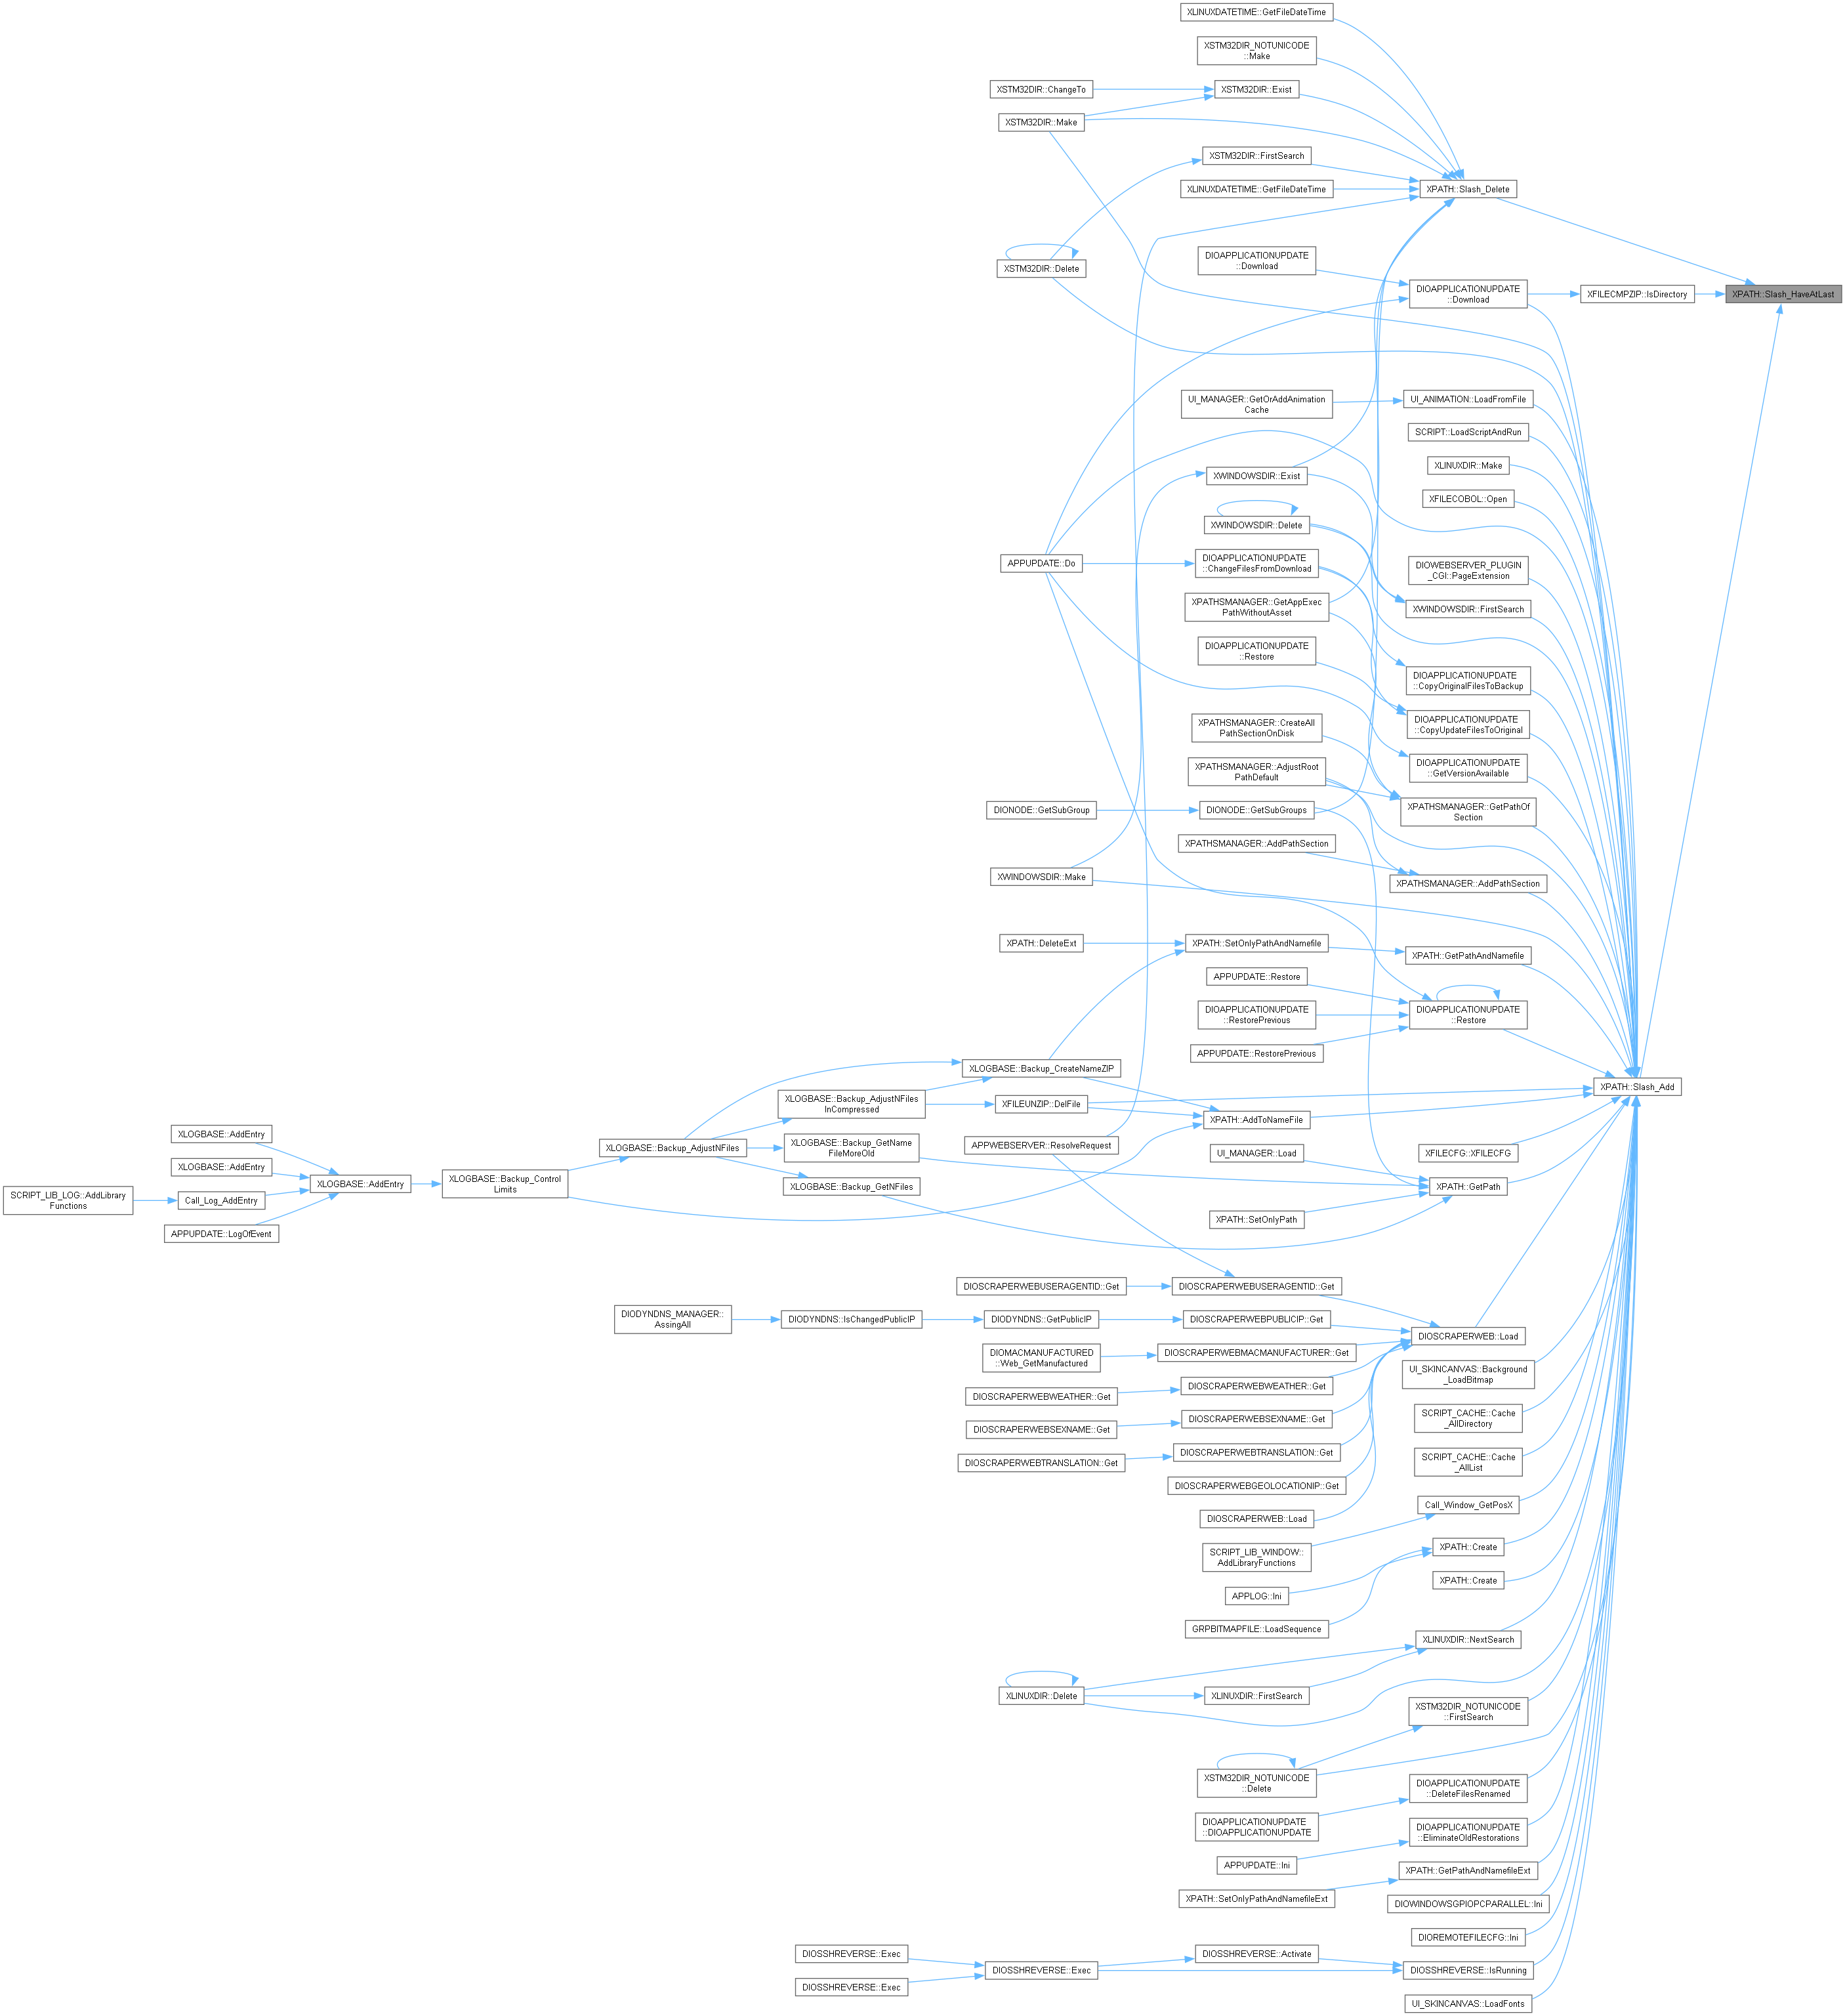 XLINUXDATETIME::GetFileDateTime
XSTM32DIR_NOTUNICODE
::Make
XSTM32DIR::ChangeTo
XSTM32DIR::Exist
XSTM32DIR::Make
XSTM32DIR::FirstSearch
XLINUXDATETIME::GetFileDateTime
XPATH::Slash_Delete
XSTM32DIR::Delete
DIOAPPLICATIONUPDATE
::Download
DIOAPPLICATIONUPDATE
::Download
XFILECMPZIP::IsDirectory
XPATH::Slash_HaveAtLast
UI_MANAGER::GetOrAddAnimation
Cache
UI_ANIMATION::LoadFromFile
SCRIPT::LoadScriptAndRun
XLINUXDIR::Make
XWINDOWSDIR::Exist
XFILECOBOL::Open
XWINDOWSDIR::Delete
APPUPDATE::Do
DIOAPPLICATIONUPDATE
::ChangeFilesFromDownload
DIOWEBSERVER_PLUGIN
_CGI::PageExtension
XPATHSMANAGER::GetAppExec
PathWithoutAsset
XWINDOWSDIR::FirstSearch
DIOAPPLICATIONUPDATE
::Restore
DIOAPPLICATIONUPDATE
::CopyOriginalFilesToBackup
XPATHSMANAGER::CreateAll
PathSectionOnDisk
DIOAPPLICATIONUPDATE
::CopyUpdateFilesToOriginal
XPATHSMANAGER::AdjustRoot
PathDefault
DIOAPPLICATIONUPDATE
::GetVersionAvailable
DIONODE::GetSubGroup
DIONODE::GetSubGroups
XPATHSMANAGER::GetPathOf
Section
XPATHSMANAGER::AddPathSection
XWINDOWSDIR::Make
XPATHSMANAGER::AddPathSection
XPATH::DeleteExt
XPATH::SetOnlyPathAndNamefile
XPATH::GetPathAndNamefile
APPUPDATE::Restore
DIOAPPLICATIONUPDATE
::RestorePrevious
DIOAPPLICATIONUPDATE
::Restore
APPUPDATE::RestorePrevious
XLOGBASE::Backup_CreateNameZIP
XPATH::Slash_Add
XLOGBASE::Backup_AdjustNFiles
InCompressed
XFILEUNZIP::DelFile
XPATH::AddToNameFile
XLOGBASE::AddEntry
XLOGBASE::Backup_AdjustNFiles
XLOGBASE::Backup_GetName
FileMoreOld
APPWEBSERVER::ResolveRequest
UI_MANAGER::Load
XFILECFG::XFILECFG
XLOGBASE::AddEntry
XLOGBASE::AddEntry
XLOGBASE::Backup_Control
Limits
XLOGBASE::Backup_GetNFiles
XPATH::GetPath
SCRIPT_LIB_LOG::AddLibrary
Functions
Call_Log_AddEntry
XPATH::SetOnlyPath
APPUPDATE::LogOfEvent
DIOSCRAPERWEBUSERAGENTID::Get
DIOSCRAPERWEBUSERAGENTID::Get
DIODYNDNS_MANAGER::
AssingAll
DIODYNDNS::IsChangedPublicIP
DIODYNDNS::GetPublicIP
DIOSCRAPERWEBPUBLICIP::Get
DIOSCRAPERWEB::Load
DIOMACMANUFACTURED
::Web_GetManufactured
DIOSCRAPERWEBMACMANUFACTURER::Get
UI_SKINCANVAS::Background
_LoadBitmap
DIOSCRAPERWEBWEATHER::Get
DIOSCRAPERWEBWEATHER::Get
SCRIPT_CACHE::Cache
_AllDirectory
DIOSCRAPERWEBSEXNAME::Get
DIOSCRAPERWEBSEXNAME::Get
DIOSCRAPERWEBTRANSLATION::Get
DIOSCRAPERWEBTRANSLATION::Get
SCRIPT_CACHE::Cache
_AllList
DIOSCRAPERWEBGEOLOCATIONIP::Get
Call_Window_GetPosX
DIOSCRAPERWEB::Load
SCRIPT_LIB_WINDOW::
AddLibraryFunctions
XPATH::Create
XPATH::Create
APPLOG::Ini
GRPBITMAPFILE::LoadSequence
XLINUXDIR::NextSearch
XLINUXDIR::Delete
XLINUXDIR::FirstSearch
XSTM32DIR_NOTUNICODE
::FirstSearch
XSTM32DIR_NOTUNICODE
::Delete
DIOAPPLICATIONUPDATE
::DeleteFilesRenamed
DIOAPPLICATIONUPDATE
::DIOAPPLICATIONUPDATE
DIOAPPLICATIONUPDATE
::EliminateOldRestorations
APPUPDATE::Ini
XPATH::GetPathAndNamefileExt
XPATH::SetOnlyPathAndNamefileExt
DIOWINDOWSGPIOPCPARALLEL::Ini
DIOREMOTEFILECFG::Ini
DIOSSHREVERSE::Exec
DIOSSHREVERSE::Activate
DIOSSHREVERSE::Exec
DIOSSHREVERSE::IsRunning
DIOSSHREVERSE::Exec
UI_SKINCANVAS::LoadFonts